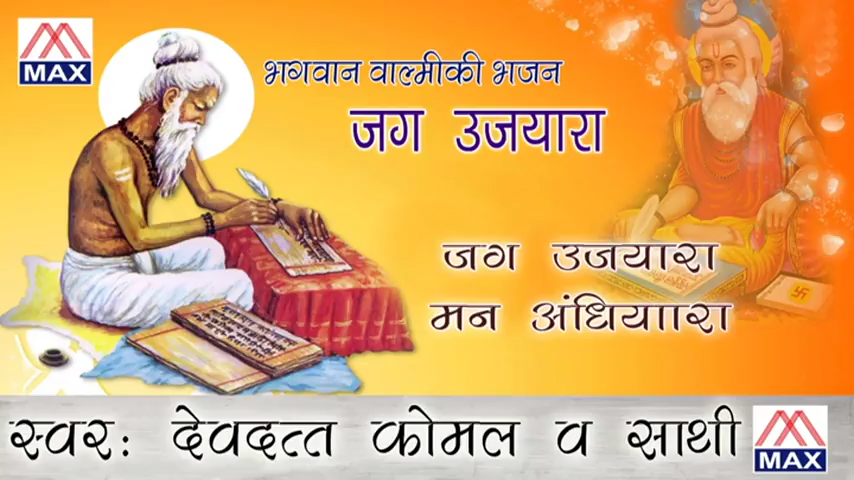 MAX
भगवान वाल्मीकी भजन
जग उजयारा
जग उजयारा
मन अंधियाारा
स्वर: देवदत्त कोमल व साथी
MAX